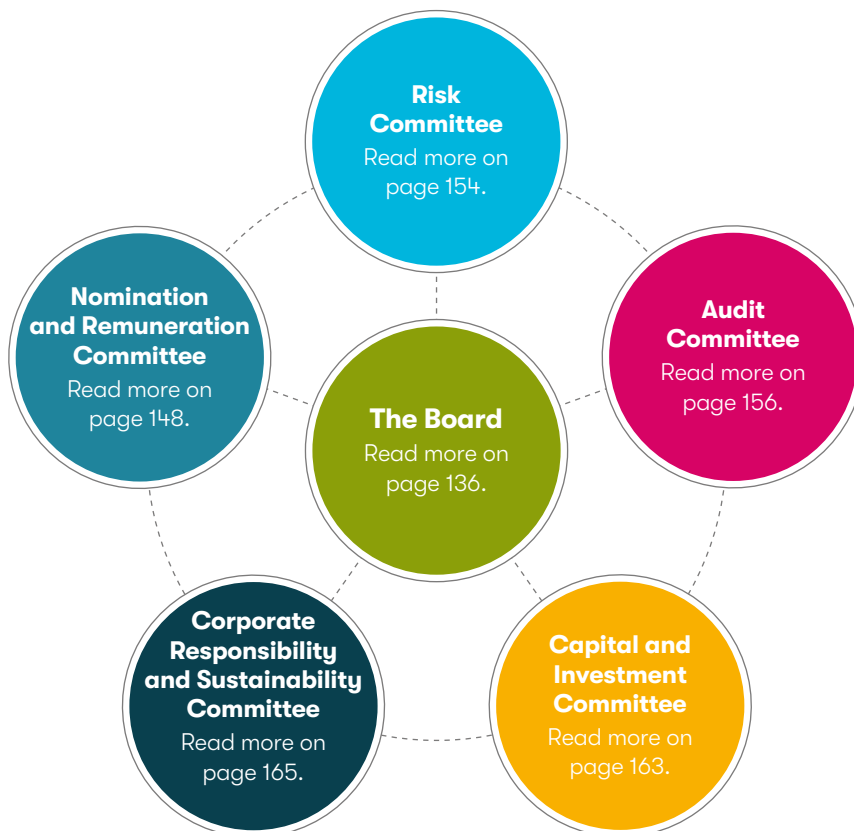 Risk
Committee
Read more on
page 154.
Nomination
and Remuneration
Committee
Read more on
page 148.
Audit
Committee
Read more on
page 156.
The Board
Read more on
page 136.
Corporate
Responsibility
and Sustainability
Committee
Read more on
page 165.
Capital and
Investment
Committee
Read more on
page 163.